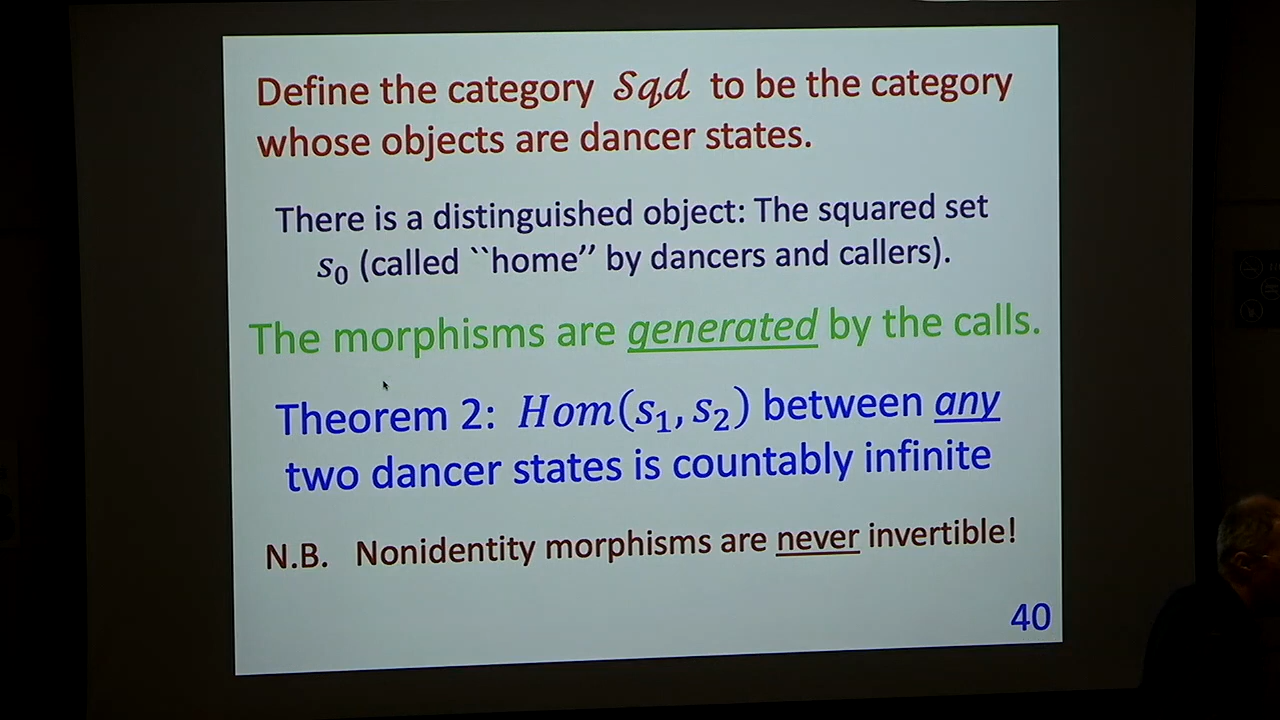 Define the category 𝒮𝓆𝒹 to be the category
whose objects are dancer states.
There is a distinguished object: The squared set
s₀ (called ``home'' by dancers and callers).
The morphisms are generated by the calls.
Theorem 2: Hom(s₁, s₂) between any
two dancer states is countably infinite
N.B. Nonidentity morphisms are never invertible!
40